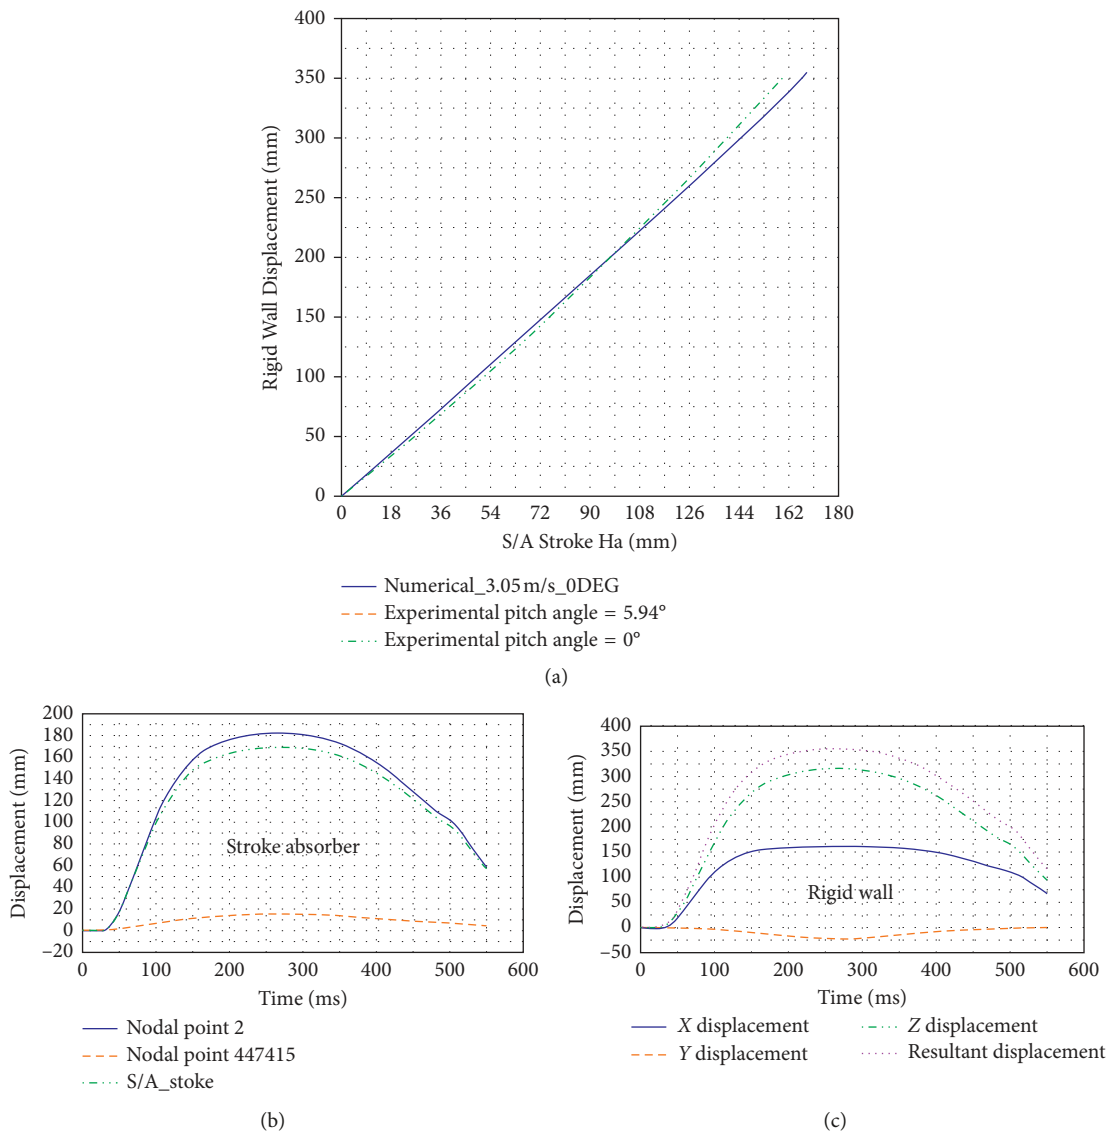 400
350
300
250
200
150
100
50
0
Rigid Wall Displacement (mm)
0 18 36 54 72 90 108 126 144 162 180
S/A Stroke Ha (mm)
Numerical_3.05 m/s_0DEG
Experimental pitch angle = 5.94°
Experimental pitch angle = 0°
(a)
200
180
160
140
120
100
80
60
40
20
0
−20
Displacement (mm)
Stroke absorber
0 100 200 300 400 500 600
Time (ms)
Nodal point 2
Nodal point 447415
S/A_stoke
(b)
400
350
300
250
200
150
100
50
0
−50
Displacement (mm)
Rigid wall
0 100 200 300 400 500 600
Time (ms)
X displacement
Y displacement
Z displacement
Resultant displacement
(c)